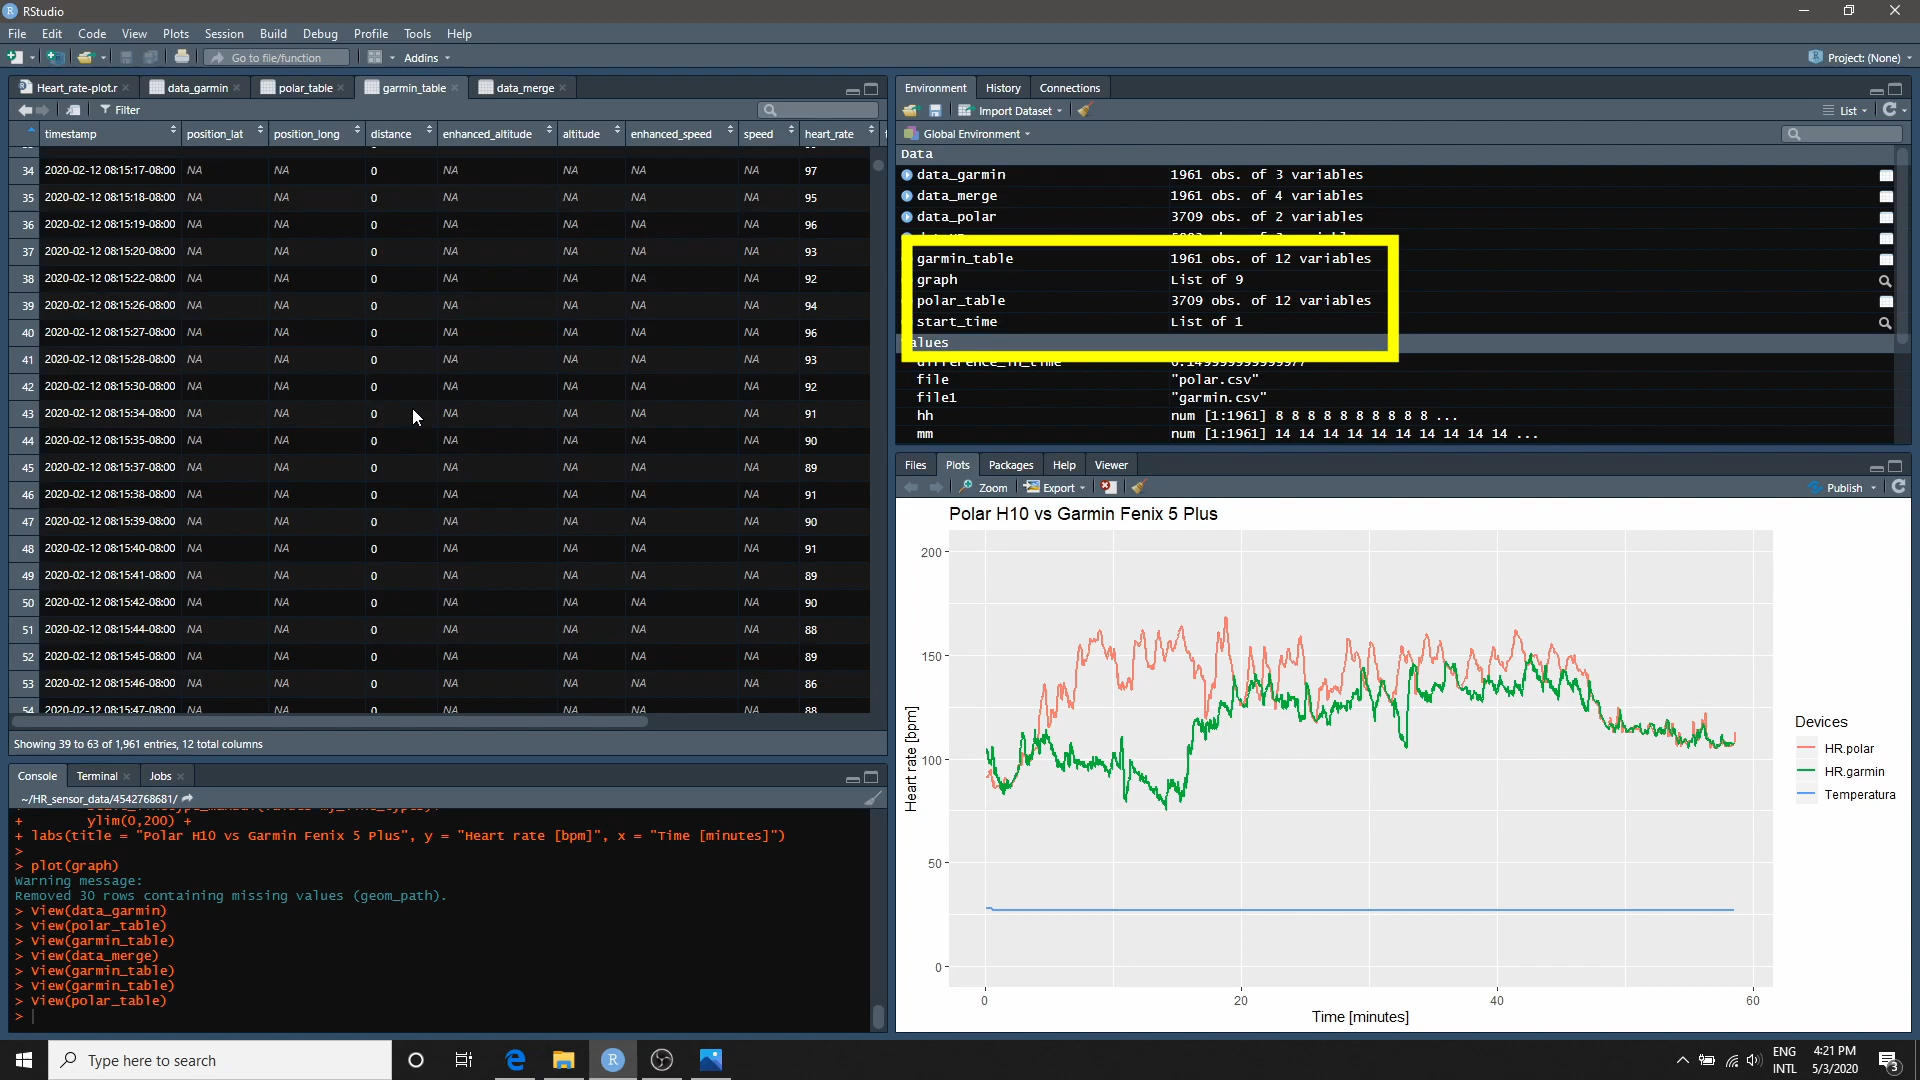 RStudio
File Edit Code View Plots Session Build Debug Profile Tools Help
Go to file/function Addins Project: (None)
Heart_rate-plot.r data_garmin polar_table garmin_table data_merge
Filter
timestamp position_lat position_long distance enhanced_altitude altitude enhanced_speed speed heart_rate
34 2020-02-12 08:15:17-08:00 NA NA 0 NA NA NA NA 97
35 2020-02-12 08:15:18-08:00 NA NA 0 NA NA NA NA 95
36 2020-02-12 08:15:19-08:00 NA NA 0 NA NA NA NA 96
37 2020-02-12 08:15:20-08:00 NA NA 0 NA NA NA NA 93
38 2020-02-12 08:15:22-08:00 NA NA 0 NA NA NA NA 92
39 2020-02-12 08:15:26-08:00 NA NA 0 NA NA NA NA 94
40 2020-02-12 08:15:27-08:00 NA NA 0 NA NA NA NA 96
41 2020-02-12 08:15:28-08:00 NA NA 0 NA NA NA NA 93
42 2020-02-12 08:15:30-08:00 NA NA 0 NA NA NA NA 92
43 2020-02-12 08:15:34-08:00 NA NA 0 NA NA NA NA 91
44 2020-02-12 08:15:35-08:00 NA NA 0 NA NA NA NA 90
45 2020-02-12 08:15:37-08:00 NA NA 0 NA NA NA NA 89
46 2020-02-12 08:15:38-08:00 NA NA 0 NA NA NA NA 91
47 2020-02-12 08:15:39-08:00 NA NA 0 NA NA NA NA 90
48 2020-02-12 08:15:40-08:00 NA NA 0 NA NA NA NA 91
49 2020-02-12 08:15:41-08:00 NA NA 0 NA NA NA NA 89
50 2020-02-12 08:15:42-08:00 NA NA 0 NA NA NA NA 90
51 2020-02-12 08:15:44-08:00 NA NA 0 NA NA NA NA 88
52 2020-02-12 08:15:45-08:00 NA NA 0 NA NA NA NA 89
53 2020-02-12 08:15:46-08:00 NA NA 0 NA NA NA NA 86
54 2020-02-12 08:15:47-08:00 NA NA 0 NA NA NA NA 88
Showing 39 to 63 of 1,961 entries, 12 total columns
Console Terminal Jobs
~/HR_sensor_data/4542768681/
+ ylim(0,200) +
+ labs(title = "Polar H10 vs Garmin Fenix 5 Plus", y = "Heart rate [bpm]", x = "Time [minutes]")
>
> plot(graph)
Warning message:
Removed 30 rows containing missing values (geom_path).
> View(data_garmin)
> View(polar_table)
> View(garmin_table)
> View(data_merge)
> View(garmin_table)
> View(garmin_table)
> View(polar_table)
>
Environment History Connections
Import Dataset List
Global Environment
Data
data_garmin 1961 obs. of 3 variables
data_merge 1961 obs. of 4 variables
data_polar 3709 obs. of 2 variables
garmin_table 1961 obs. of 12 variables
graph List of 9
polar_table 3709 obs. of 12 variables
start_time List of 1
alues
file "polar.csv"
file1 "garmin.csv"
hh num [1:1961] 8 8 8 8 8 8 8 8 8 8 ...
mm num [1:1961] 14 14 14 14 14 14 14 14 14 14 ...
Files Plots Packages Help Viewer
Zoom Export Publish
Polar H10 vs Garmin Fenix 5 Plus
200
150
100
50
0
Heart rate [bpm]
0 20 40 60
Time [minutes]
Devices
HR.polar
HR.garmin
Temperatura
Type here to search
ENG
INTL
4:21 PM
5/3/2020
3